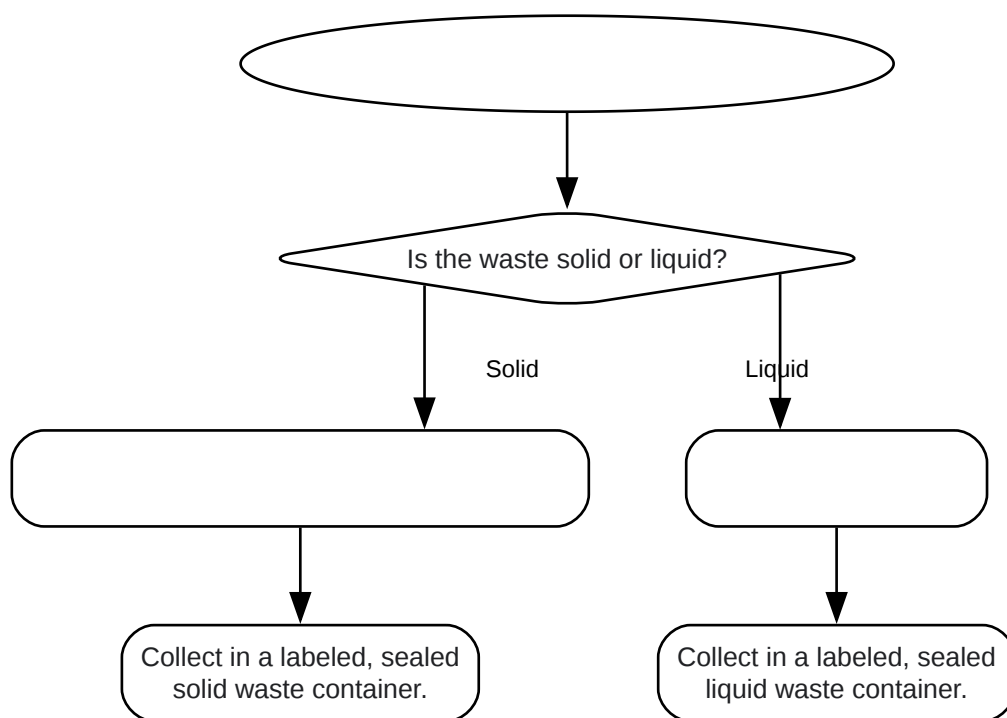 Is the waste solid or liquid?
Solid
Liquid
Collect in a labeled, sealed
solid waste container.
Collect in a labeled, sealed
liquid waste container.